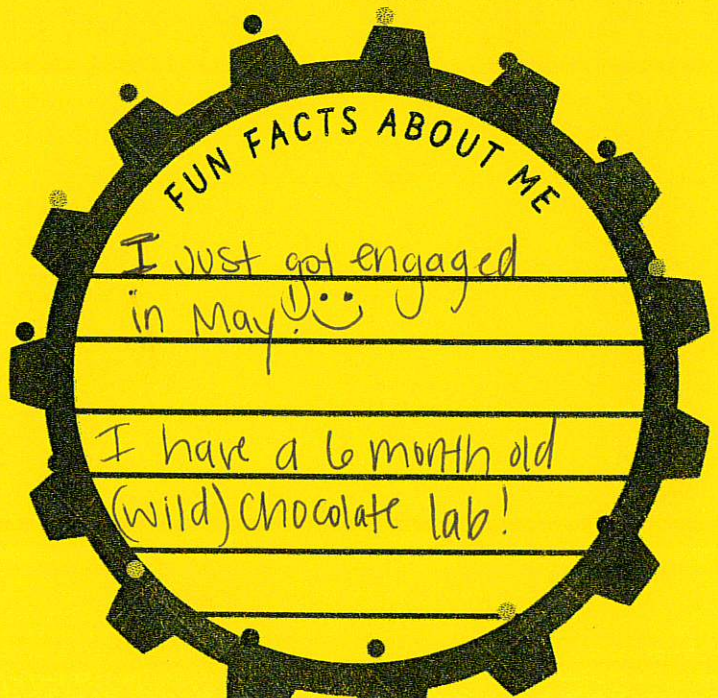 FUN FACTS ABOUT ME
I just got engaged
in May! :)
I have a 6 month old
(wild) chocolate lab!